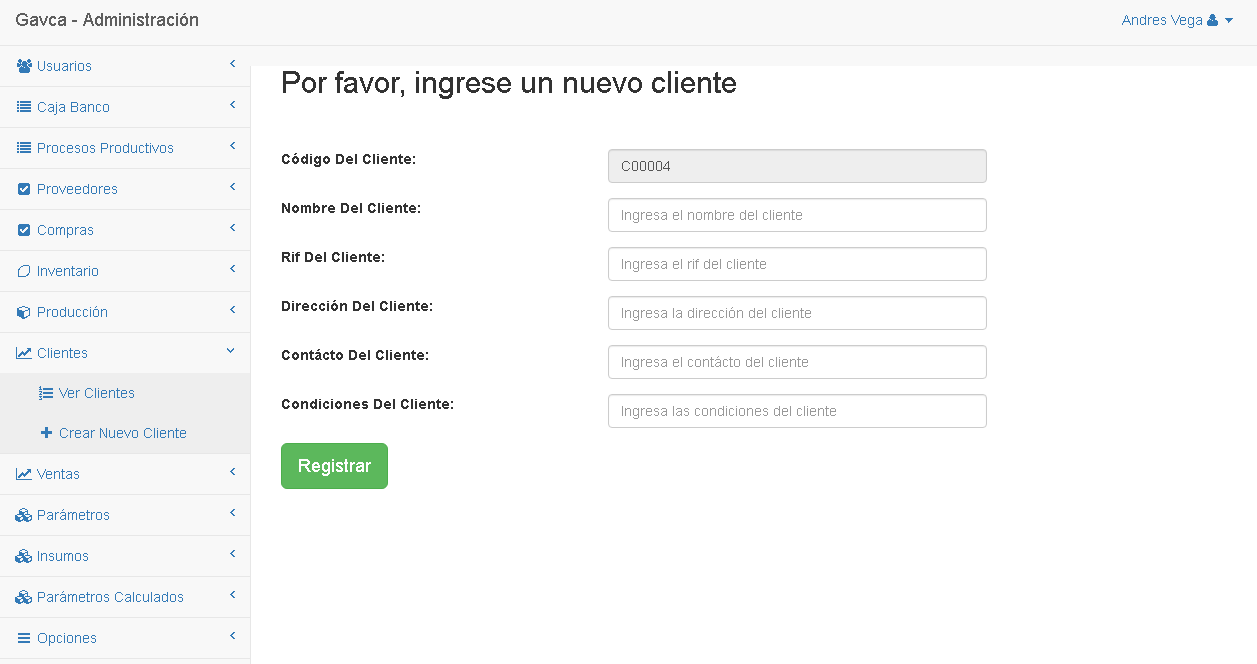 Gavca - Administración
Andres Vega
Usuarios
Caja Banco
Procesos Productivos
Proveedores
Compras
Inventario
Producción
Clientes
Ver Clientes
Crear Nuevo Cliente
Ventas
Parámetros
Insumos
Parámetros Calculados
Opciones
Por favor, ingrese un nuevo cliente
Código Del Cliente: C00004
Nombre Del Cliente: Ingresa el nombre del cliente
Rif Del Cliente: Ingresa el rif del cliente
Dirección Del Cliente: Ingresa la dirección del cliente
Contácto Del Cliente: Ingresa el contácto del cliente
Condiciones Del Cliente: Ingresa las condiciones del cliente
Registrar